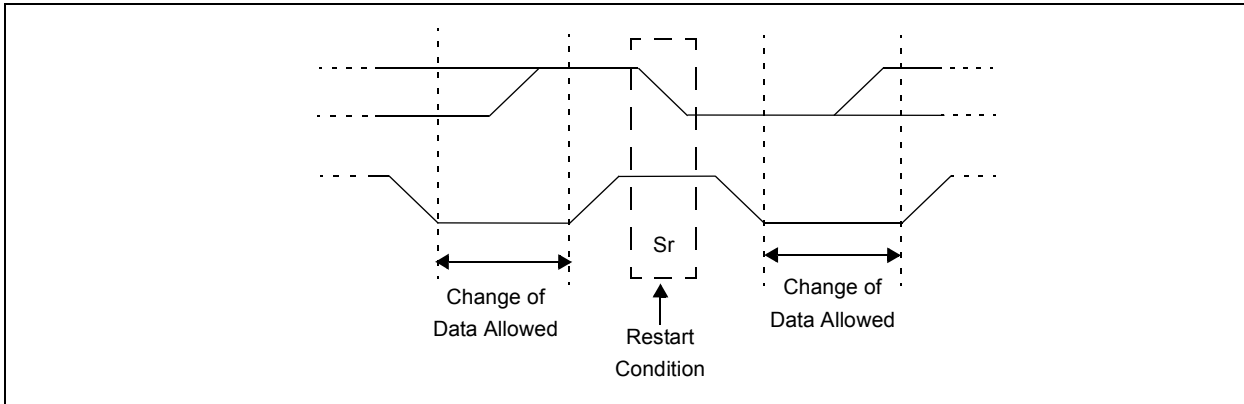 Sr
Change of
Data Allowed
Restart
Condition
Change of
Data Allowed